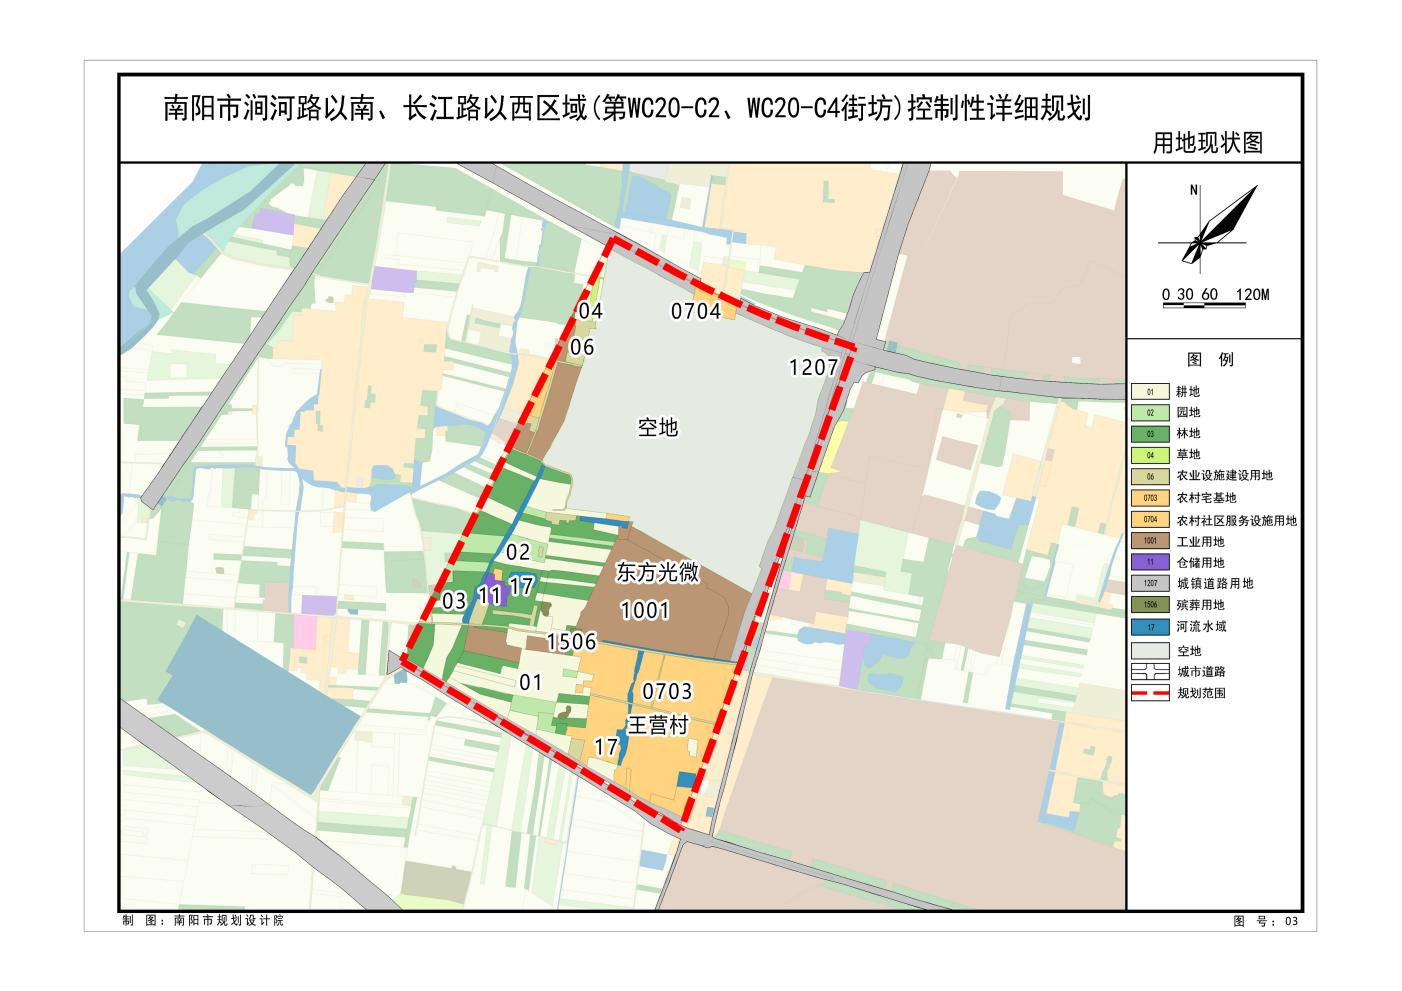 南阳市涧河路以南、长江路以西区域(第WC20-C2、WC20-C4街坊)控制性详细规划
用地现状图
N
0 30 60 120M
图 例
01 耕地
02 园地
03 林地
04 草地
06 农业设施建设用地
0703 农村宅基地
0704 农村社区服务设施用地
1001 工业用地
11 仓储用地
1207 城镇道路用地
1506 殡葬用地
17 河流水域
空地
城市道路
规划范围
04
0704
06
1207
空地
02
东方光微
03
11
17
1001
1506
01
0703
王营村
17
制 图：南阳市规划设计院
图 号：03